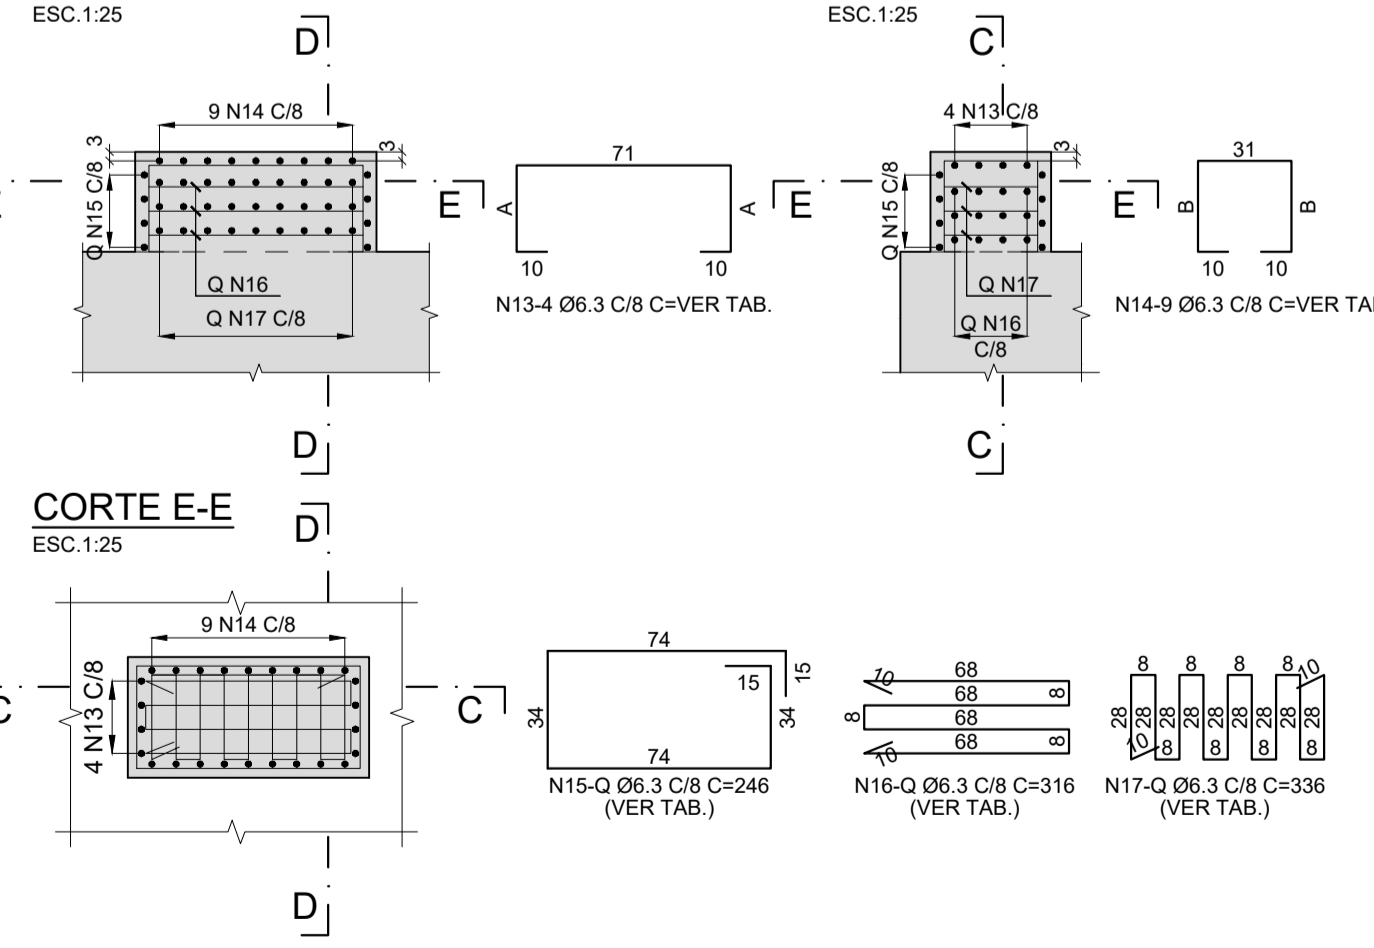 ESC.1:25
D
9 N14 C/8
3
3
Q N15 C/8
Q N16
Q N17 C/8
E
D
71
A
A
10
10
N13-4 Ø6.3 C/8 C=VER TAB.
ESC.1:25
C
4 N13 C/8
3
E
Q N15 C/8
Q N17
Q N16
C/8
E
C
31
B
B
10
10
N14-9 Ø6.3 C/8 C=VER TA
CORTE E-E
ESC.1:25
D
9 N14 C/8
4 N13 C/8
C
C
D
74
15
15
34
34
74
N15-Q Ø6.3 C/8 C=246
(VER TAB.)
10
68
68
8
8
68
68
8
10
N16-Q Ø6.3 C/8 C=316
(VER TAB.)
8
8
8
8
10
28
28
28
28
28
28
28
28
28
10
8
8
8
8
N17-Q Ø6.3 C/8 C=336
(VER TAB.)